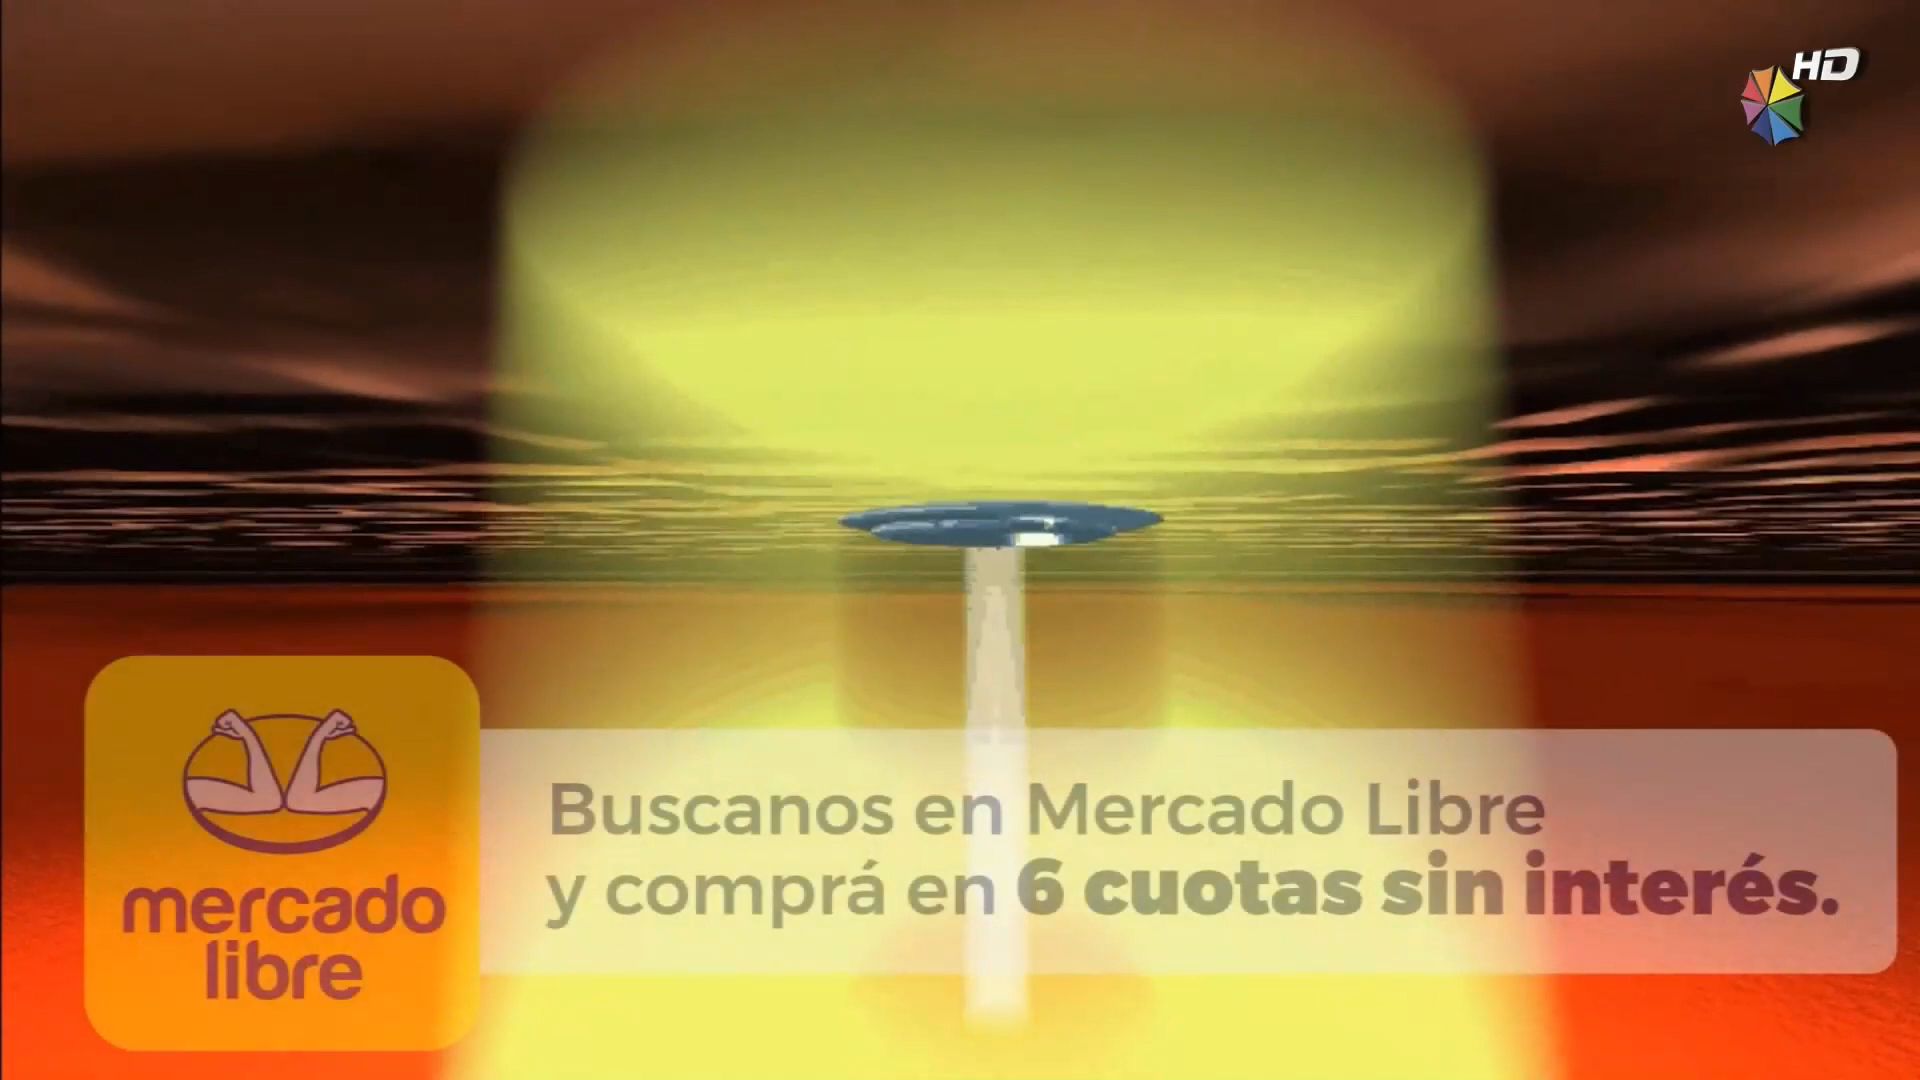 HD
Buscanos en Mercado Libre
y comprá en 6 cuotas sin interés.
mercado
libre